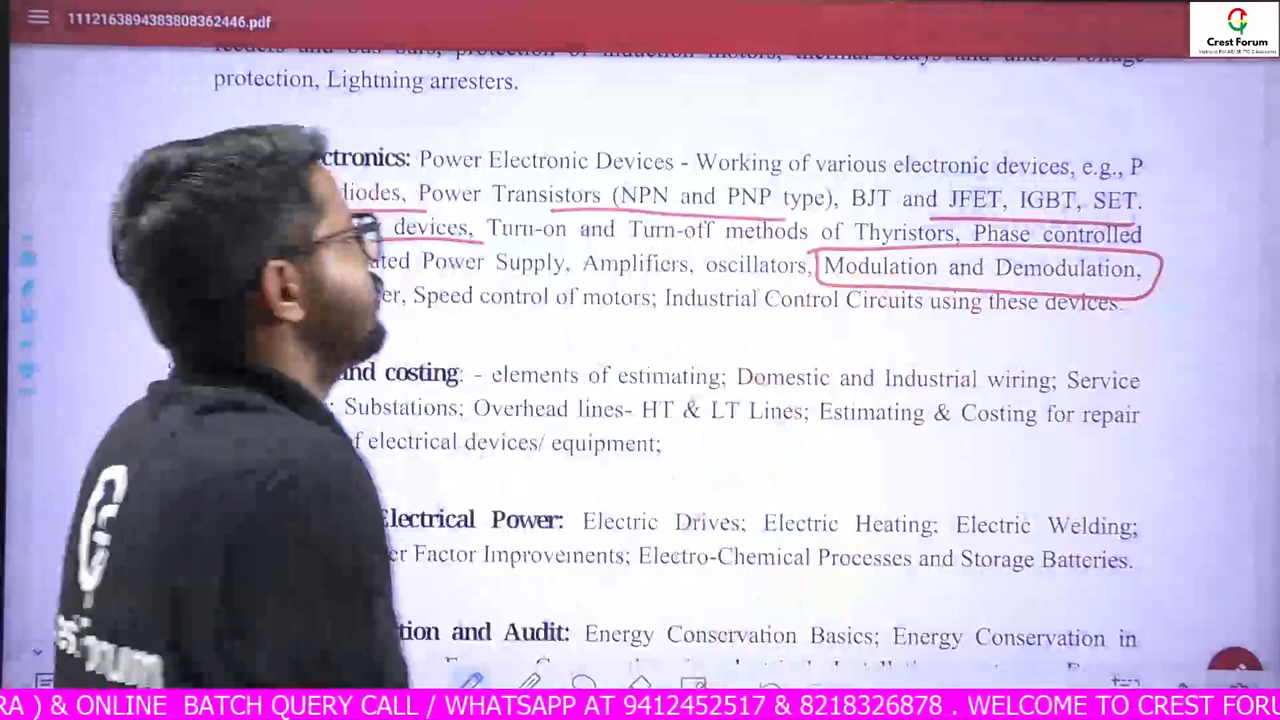 1112163894383808362446.pdf
Crest Forum
protection, Lightning arresters.
ctronics: Power Electronic Devices - Working of various electronic devices, e.g., P
diodes, Power Transistors (NPN and PNP type), BJT and JFET, IGBT, SET.
devices, Turn-on and Turn-off methods of Thyristors, Phase controlled
ated Power Supply, Amplifiers, oscillators, Modulation and Demodulation,
er, Speed control of motors; Industrial Control Circuits using these devices.
and costing: - elements of estimating; Domestic and Industrial wiring; Service
; Substations; Overhead lines- HT & LT Lines; Estimating & Costing for repair
f electrical devices/ equipment;
Electrical Power: Electric Drives; Electric Heating; Electric Welding;
er Factor Improvements; Electro-Chemical Processes and Storage Batteries.
tion and Audit: Energy Conservation Basics; Energy Conservation in
RA ) & ONLINE BATCH QUERY CALL / WHATSAPP AT 9412452517 & 8218326878 . WELCOME TO CREST FORU